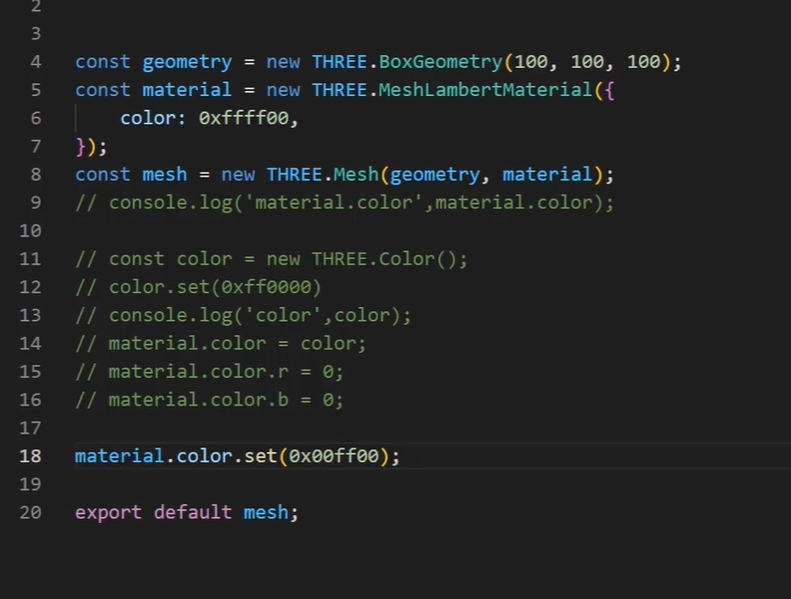 2
3
4 const geometry = new THREE.BoxGeometry(100, 100, 100);
5 const material = new THREE.MeshLambertMaterial({
6     color: 0xffff00,
7 });
8 const mesh = new THREE.Mesh(geometry, material);
9 // console.log('material.color',material.color);
10
11 // const color = new THREE.Color();
12 // color.set(0xff0000)
13 // console.log('color',color);
14 // material.color = color;
15 // material.color.r = 0;
16 // material.color.b = 0;
17
18 material.color.set(0x00ff00);
19
20 export default mesh;